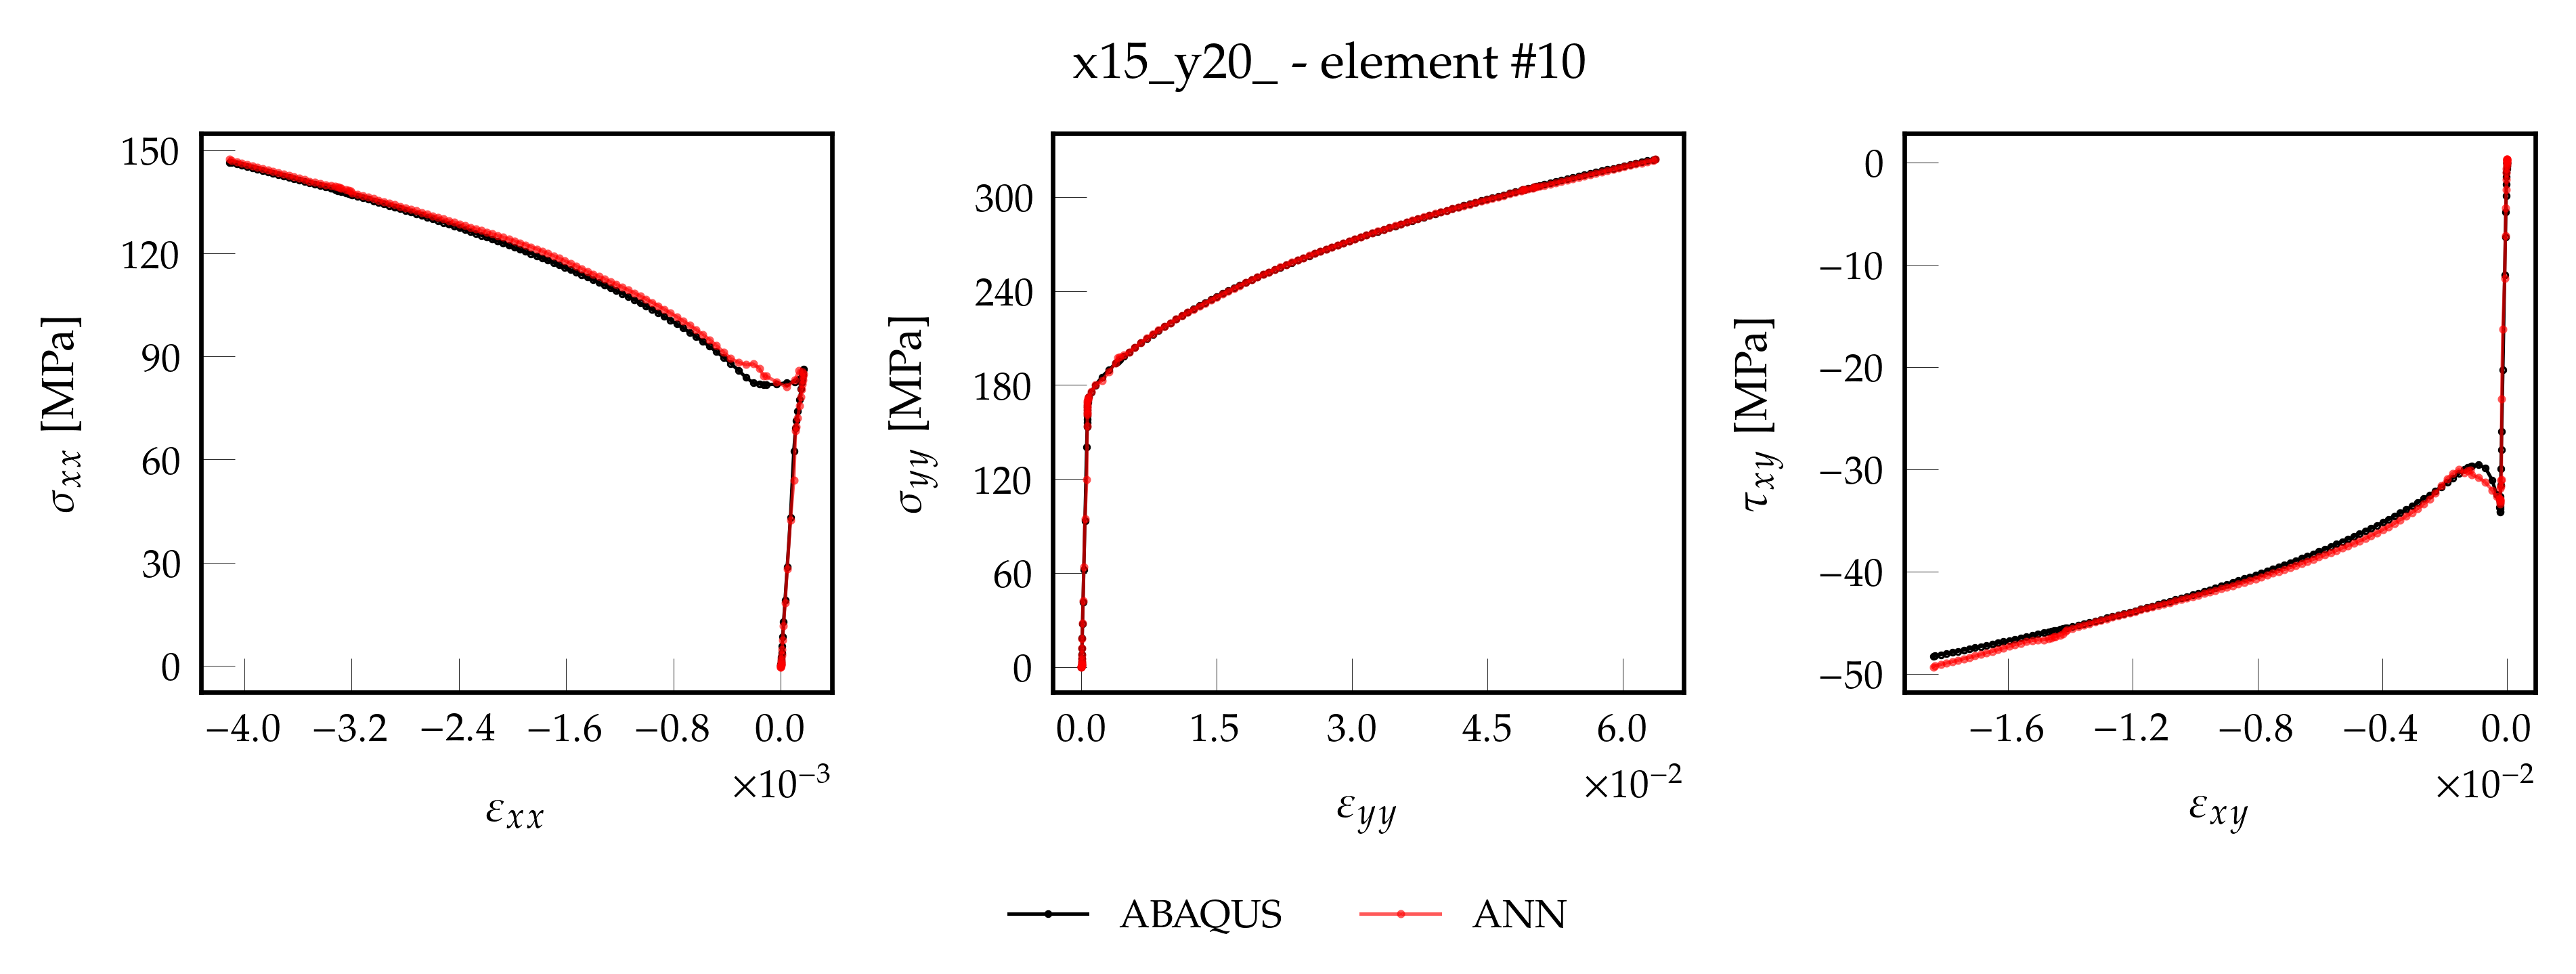 x15_y20_ - element #10
σxx [MPa]
150
120
90
60
30
0
−4.0 −3.2 −2.4 −1.6 −0.8 0.0
×10⁻³
εxx
σyy [MPa]
300
240
180
120
60
0
0.0 1.5 3.0 4.5 6.0
×10⁻²
εyy
τxy [MPa]
0
−10
−20
−30
−40
−50
−1.6 −1.2 −0.8 −0.4 0.0
×10⁻²
εxy
ABAQUS ANN